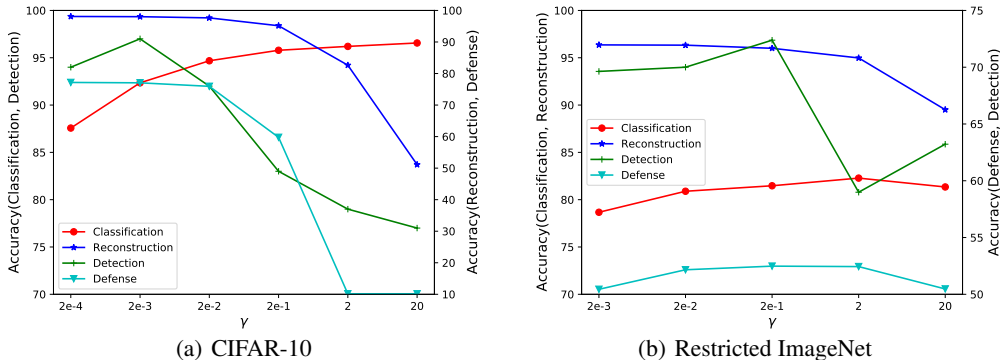 Accuracy(Classification, Detection)
100
95
90
85
80
75
70
100
90
80
70
60
50
40
30
20
10
Accuracy(Reconstruction, Defense)
Classification
Reconstruction
Detection
Defense
2e-4 2e-3 2e-2 2e-1 2 20
γ
(a) CIFAR-10
Accuracy(Classification, Reconstruction)
100
95
90
85
80
75
70
75
70
65
60
55
50
Accuracy(Defense, Detection)
Classification
Reconstruction
Detection
Defense
2e-3 2e-2 2e-1 2 20
γ
(b) Restricted ImageNet